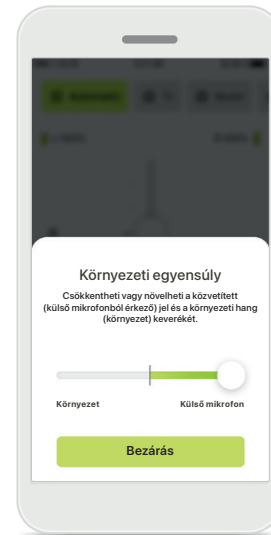 Környezeti egyensúly
Csökkentheti vagy növelheti a közvetített
(külső mikrofonból érkező) jel és a környezeti hang
(környezet) keverékét.
Környezet
Külső mikrofon
Bezárás